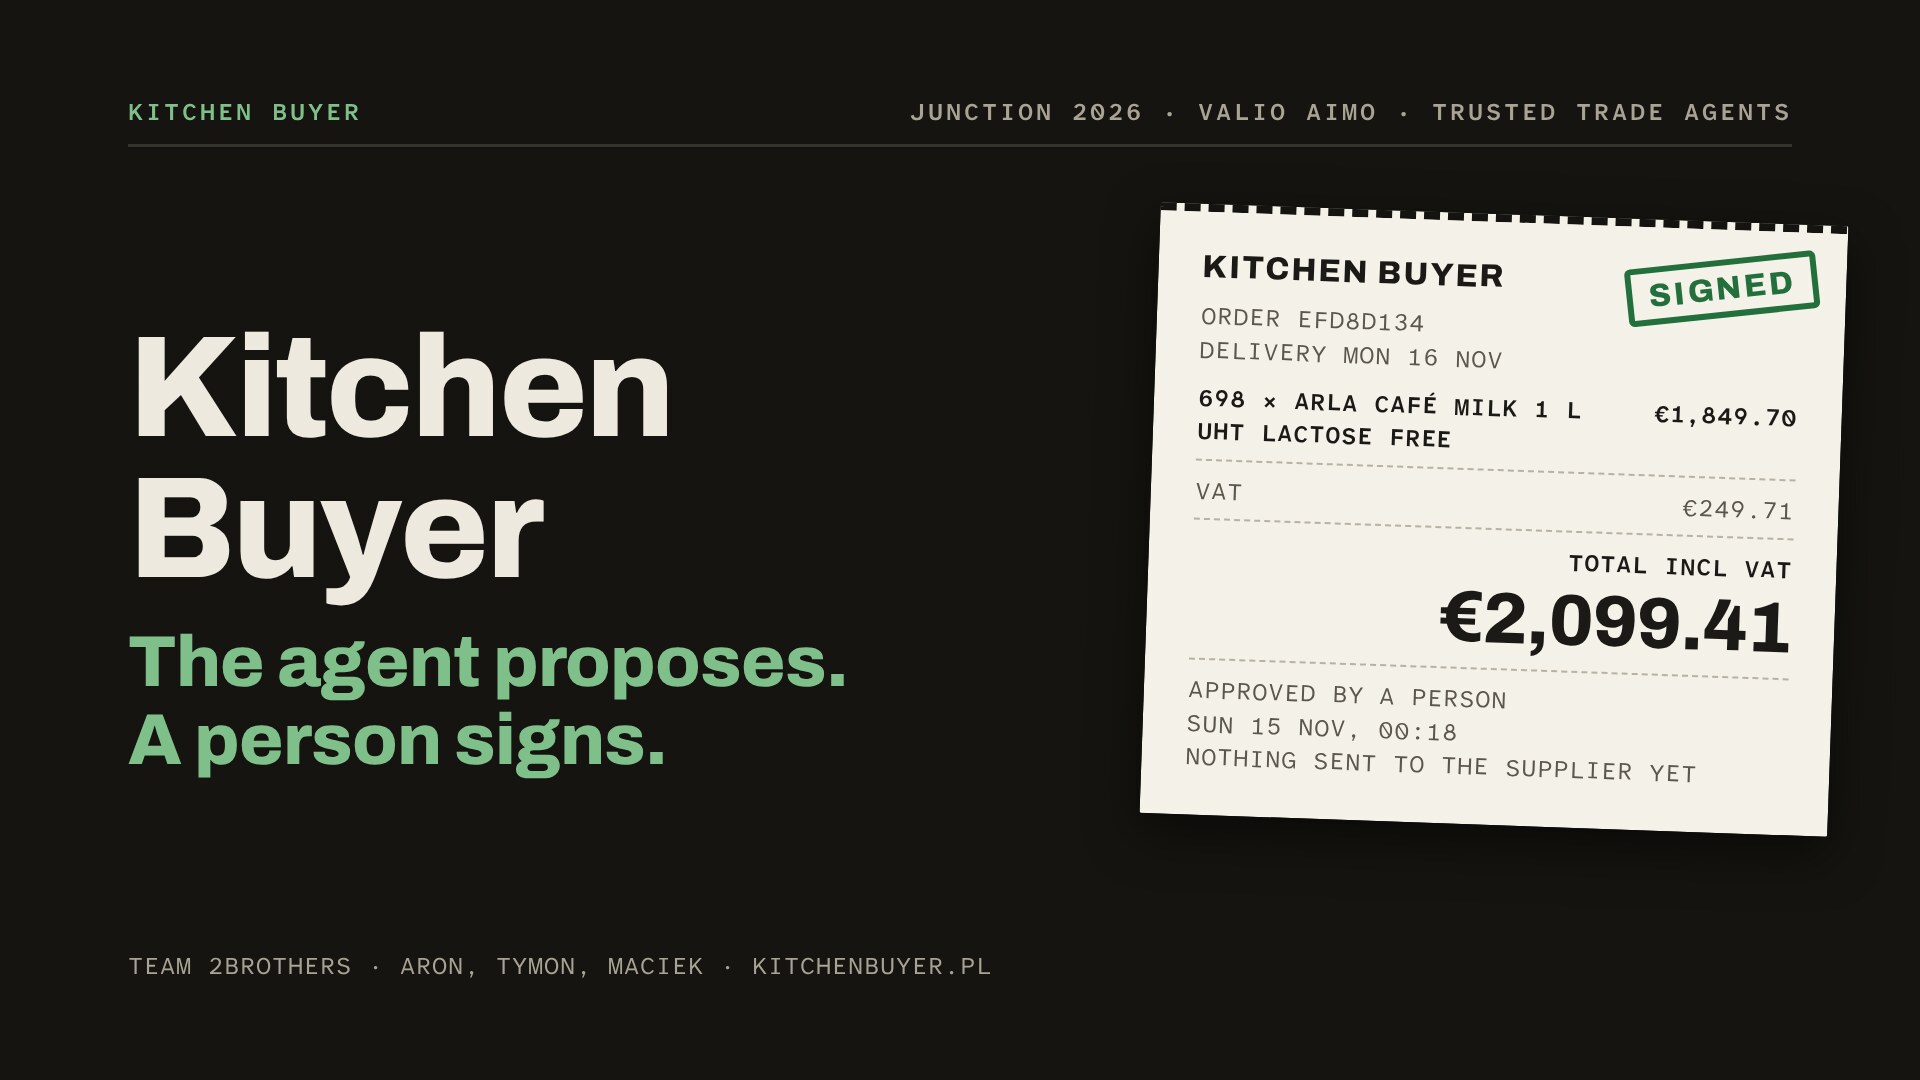 KITCHEN BUYER
JUNCTION 2026 · VALIO AIMO · TRUSTED TRADE AGENTS
Kitchen
Buyer
The agent proposes.
A person signs.
KITCHEN BUYER
SIGNED
ORDER EFD8D134
DELIVERY MON 16 NOV
698 × ARLA CAFÉ MILK 1 L €1,849.70
UHT LACTOSE FREE
VAT €249.71
TOTAL INCL VAT
€2,099.41
APPROVED BY A PERSON
SUN 15 NOV, 00:18
NOTHING SENT TO THE SUPPLIER YET
TEAM 2BROTHERS · ARON, TYMON, MACIEK · KITCHENBUYER.PL